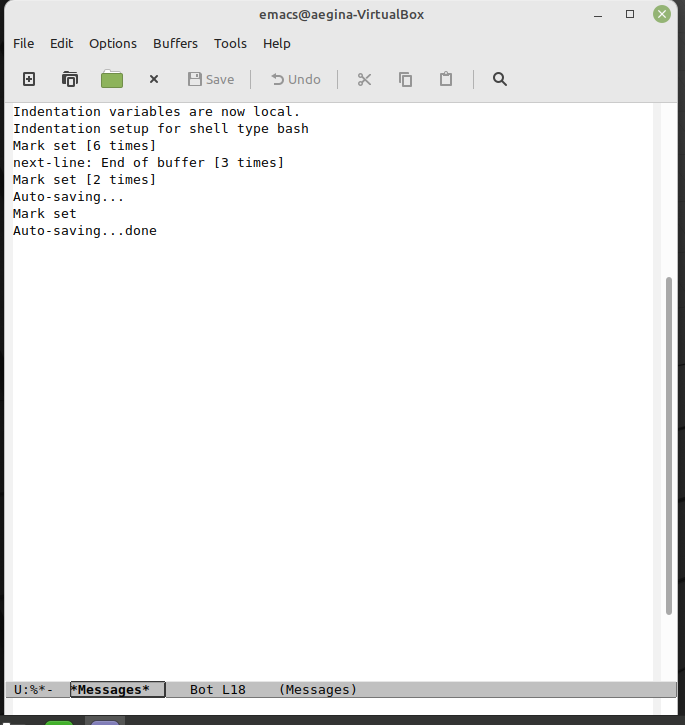 emacs@aegina-VirtualBox
File Edit Options Buffers Tools Help
Save Undo
Indentation variables are now local.
Indentation setup for shell type bash
Mark set [6 times]
next-line: End of buffer [3 times]
Mark set [2 times]
Auto-saving...
Mark set
Auto-saving...done
U:%*-  *Messages*   Bot L18   (Messages)